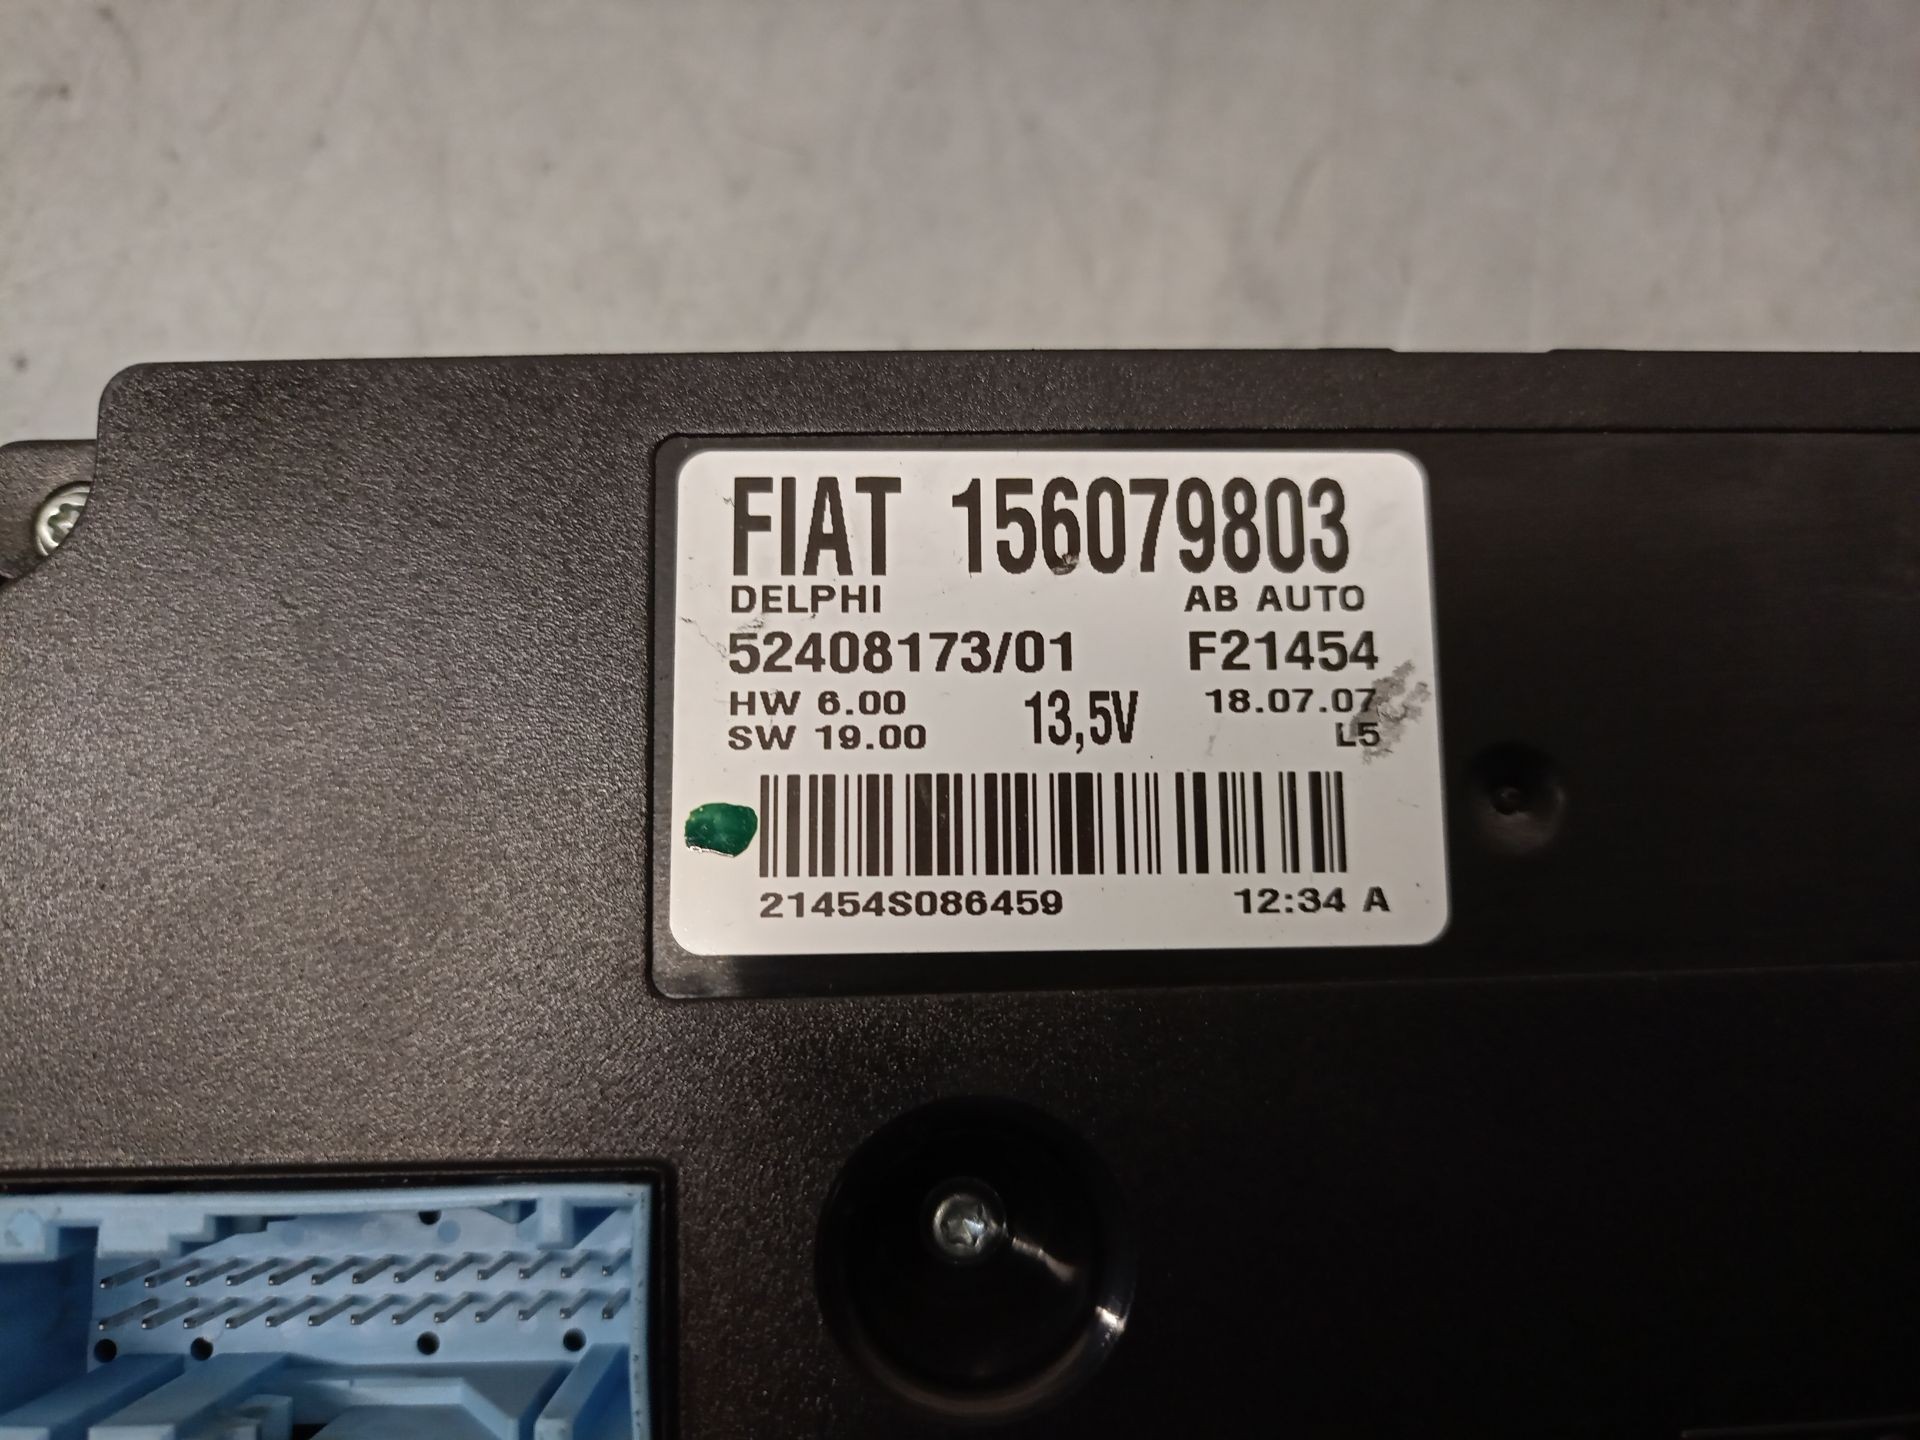 FIAT 156079803
DELPHI AB AUTO
52408173/01 F21454
HW 6.00 13,5V 18.07.07
SW 19.00 L5
21454S086459 12:34 A